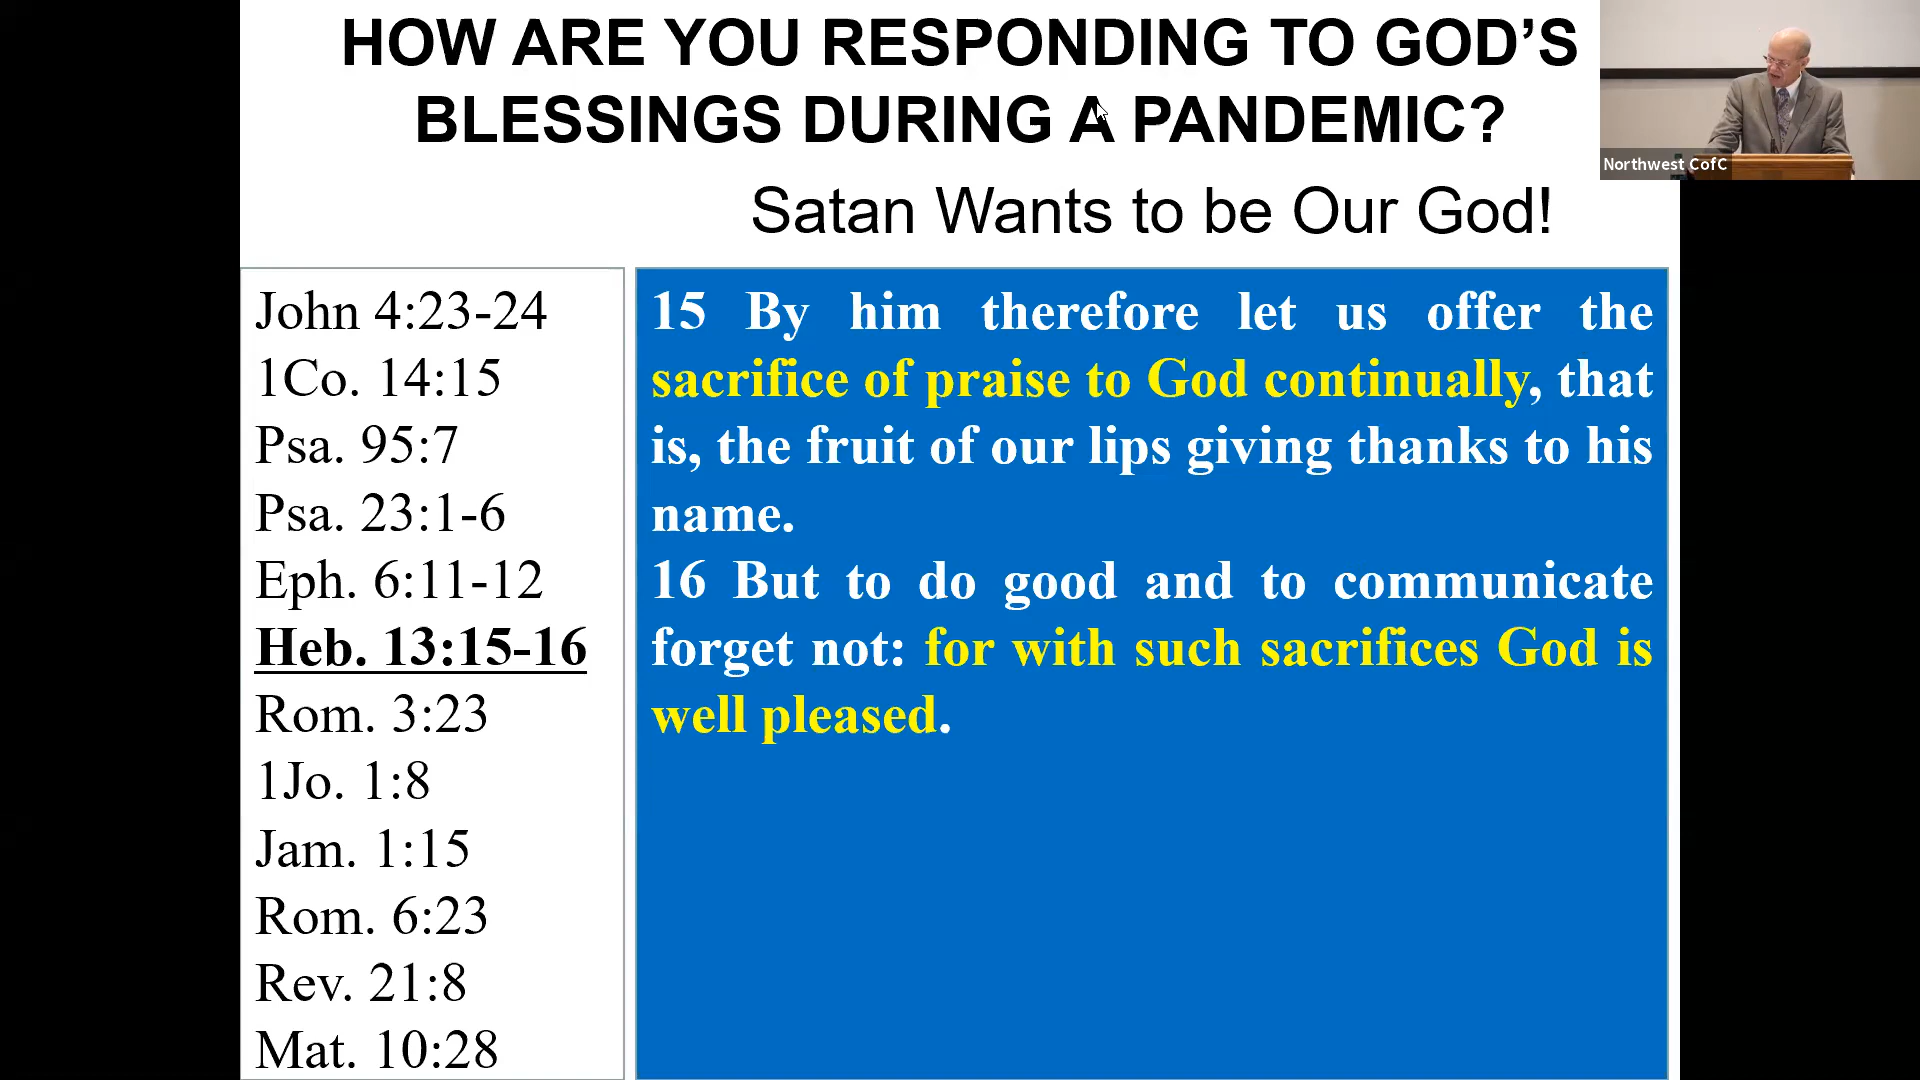 HOW ARE YOU RESPONDING TO GOD’S
BLESSINGS DURING A PANDEMIC?
Northwest CofC
Satan Wants to be Our God!
John 4:23-24
1Co. 14:15
Psa. 95:7
Psa. 23:1-6
Eph. 6:11-12
Heb. 13:15-16
Rom. 3:23
1Jo. 1:8
Jam. 1:15
Rom. 6:23
Rev. 21:8
Mat. 10:28
15 By him therefore let us offer the
sacrifice of praise to God continually, that
is, the fruit of our lips giving thanks to his
name.
16 But to do good and to communicate
forget not: for with such sacrifices God is
well pleased.